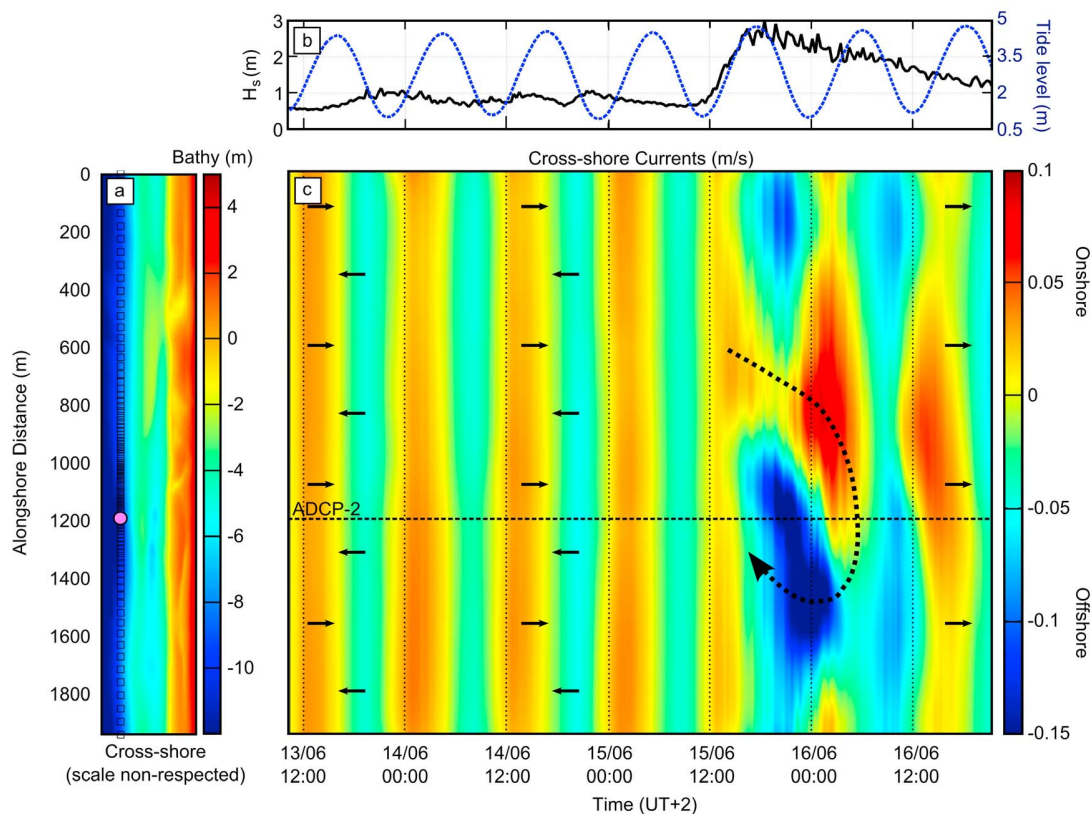 b
H_s (m)
3
2
1
0
Tide level (m)
5
3.5
2
0.5
Bathy (m)
a
Alongshore Distance (m)
0
200
400
600
800
1000
1200
1400
1600
1800
4
2
0
-2
-4
-6
-8
-10
Cross-shore
(scale non-respected)
Cross-shore Currents (m/s)
c
ADCP-2
13/06 14/06 14/06 15/06 15/06 16/06 16/06
12:00 00:00 12:00 00:00 12:00 00:00 12:00
Time (UT+2)
0.1
0.05
0
-0.05
-0.1
-0.15
Onshore
Offshore